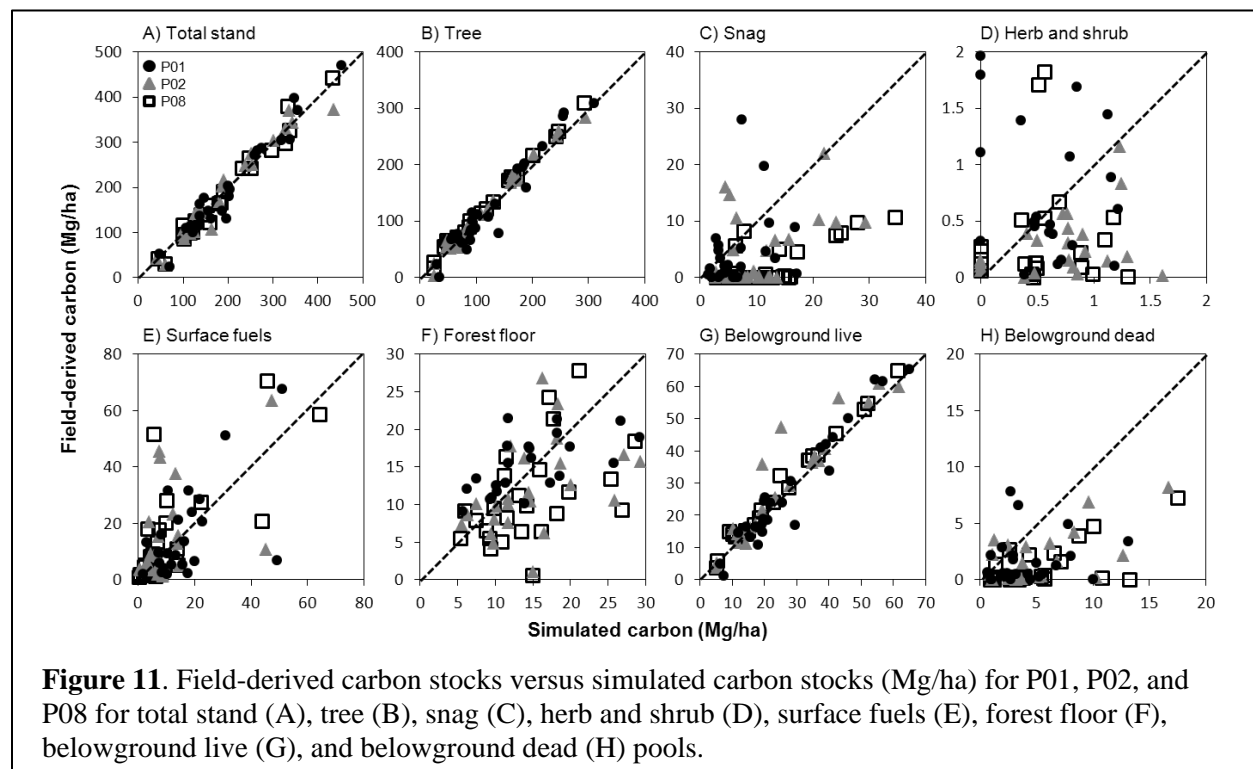 A) Total stand
B) Tree
C) Snag
D) Herb and shrub
500
400
300
200
100
0
P01
P02
P08
0 100 200 300 400 500
400
300
200
100
0
0 100 200 300 400
40
30
20
10
0
0 10 20 30 40
2
1.5
1
0.5
0
0 0.5 1 1.5 2
Field-derived carbon (Mg/ha)
E) Surface fuels
F) Forest floor
G) Belowground live
H) Belowground dead
80
60
40
20
0
0 20 40 60 80
30
25
20
15
10
5
0
0 5 10 15 20 25 30
70
60
50
40
30
20
10
0
0 10 20 30 40 50 60 70
20
15
10
5
0
0 5 10 15 20
Simulated carbon (Mg/ha)
Figure 11. Field-derived carbon stocks versus simulated carbon stocks (Mg/ha) for P01, P02, and
P08 for total stand (A), tree (B), snag (C), herb and shrub (D), surface fuels (E), forest floor (F),
belowground live (G), and belowground dead (H) pools.